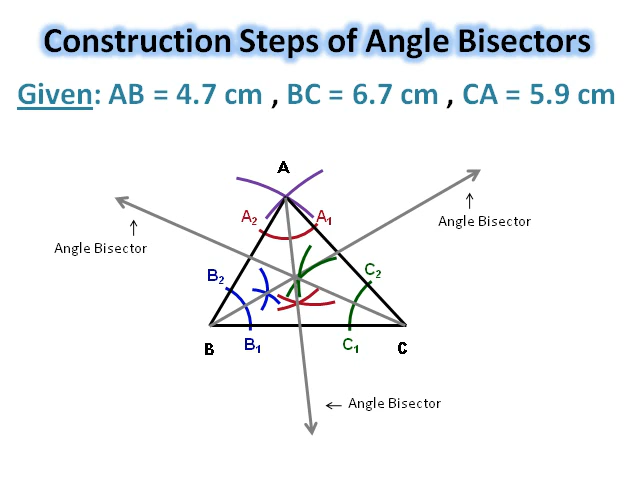 Construction Steps of Angle Bisectors
Given: AB = 4.7 cm , BC = 6.7 cm , CA = 5.9 cm
A
A₂
A₁
Angle Bisector
Angle Bisector
B₂
C₂
B
B₁
C₁
C
Angle Bisector